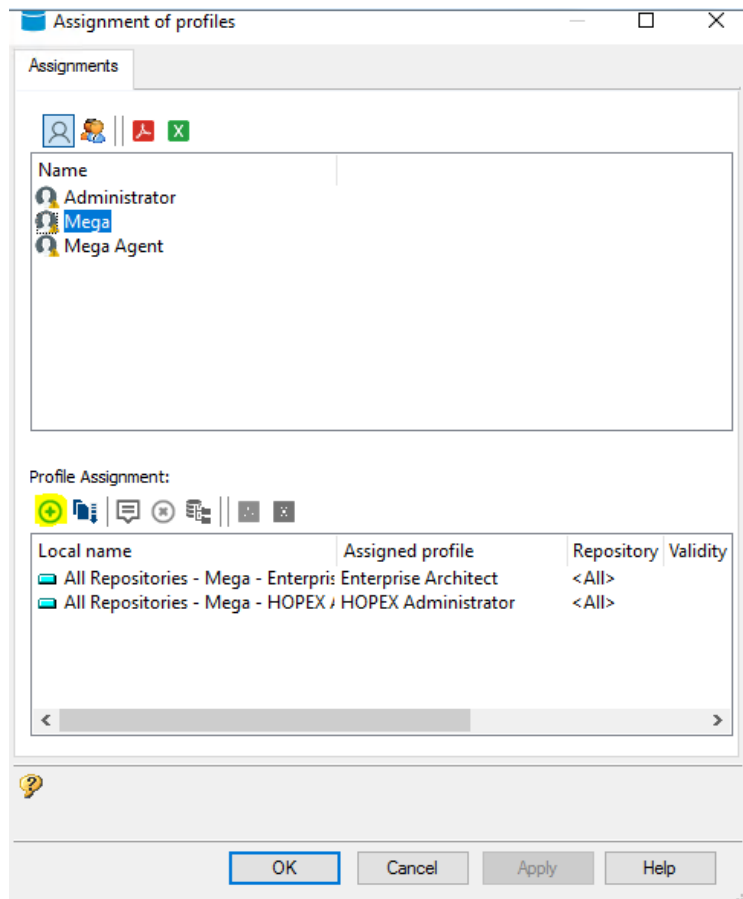 Assignment of profiles
Assignments
Name
Administrator
Mega
Mega Agent
Profile Assignment:
Local name Assigned profile Repository Validity
All Repositories - Mega - Enterpris Enterprise Architect <All>
All Repositories - Mega - HOPEX A HOPEX Administrator <All>
OK Cancel Apply Help